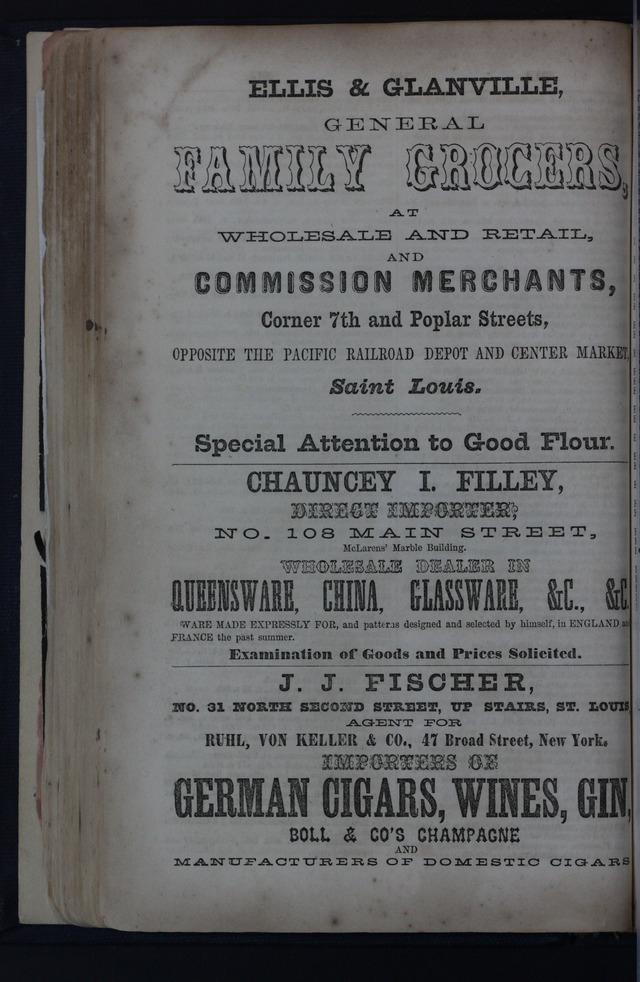 ELLIS & GLANVILLE,
GENERAL
FAMILY GROCERS,
AT
WHOLESALE AND RETAIL,
AND
COMMISSION MERCHANTS,
Corner 7th and Poplar Streets,
OPPOSITE THE PACIFIC RAILROAD DEPOT AND CENTER MARKET,
Saint Louis.
Special Attention to Good Flour.
CHAUNCEY I. FILLEY,
DIRECT IMPORTER,
NO. 108 MAIN STREET,
McLarens' Marble Building.
WHOLESALE DEALER IN
QUEENSWARE, CHINA, GLASSWARE, &C., &C.
WARE MADE EXPRESSLY FOR, and patterns designed and selected by himself, in ENGLAND and
FRANCE the past summer.
Examination of Goods and Prices Solicited.
J. J. FISCHER,
NO. 31 NORTH SECOND STREET, UP STAIRS, ST. LOUIS
AGENT FOR
RUHL, VON KELLER & CO., 47 Broad Street, New York.
IMPORTERS OF
GERMAN CIGARS, WINES, GIN,
BOLL & CO'S CHAMPAGNE
AND
MANUFACTURERS OF DOMESTIC CIGARS